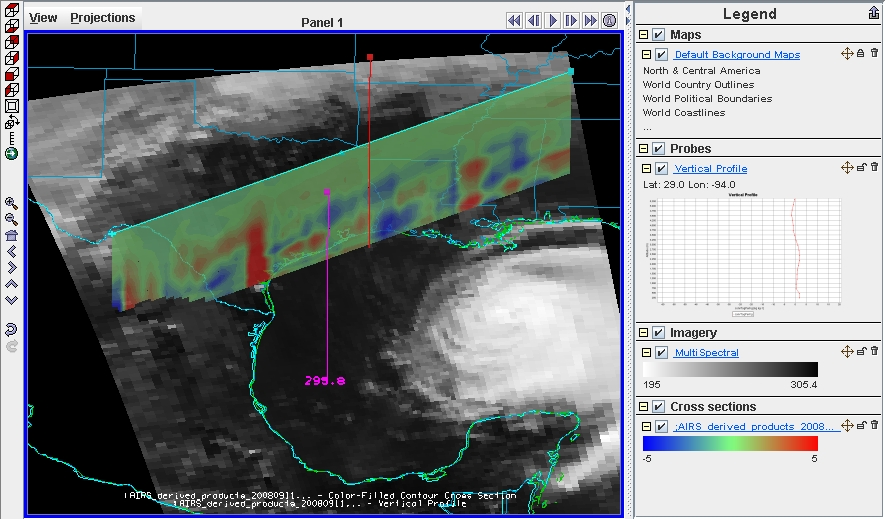 View Projections
Panel 1
299.8
AIRS_derived_products_20080911... - Color-Filled Contour Cross Section
AIRS_derived_products_20080911... - Vertical Profile
Legend
Maps
Default Background Maps
North & Central America
World Country Outlines
World Political Boundaries
World Coastlines
...
Probes
Vertical Profile
Lat: 29.0 Lon: -94.0
Vertical Profile
Imagery
MultiSpectral
195 305.4
Cross sections
;AIRS_derived_products_2008...
-5 5